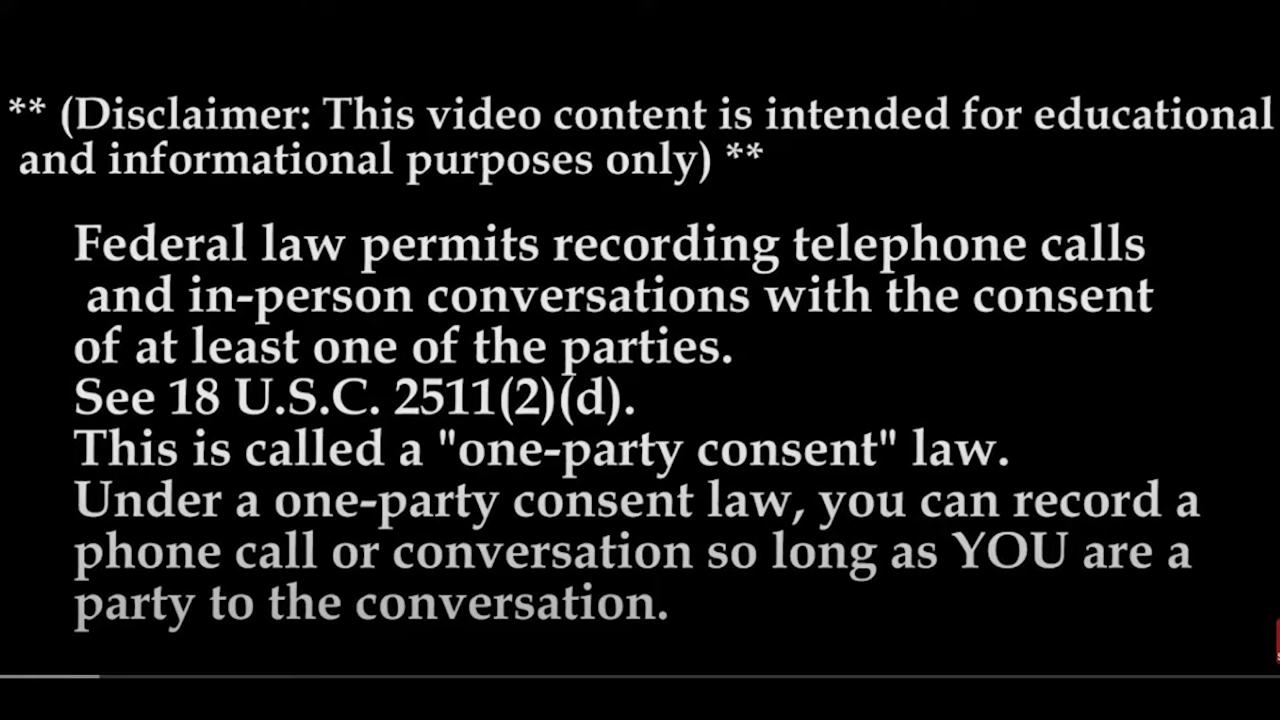 ** (Disclaimer: This video content is intended for educational
and informational purposes only) **
Federal law permits recording telephone calls
and in-person conversations with the consent
of at least one of the parties.
See 18 U.S.C. 2511(2)(d).
This is called a "one-party consent" law.
Under a one-party consent law, you can record a
phone call or conversation so long as YOU are a
party to the conversation.